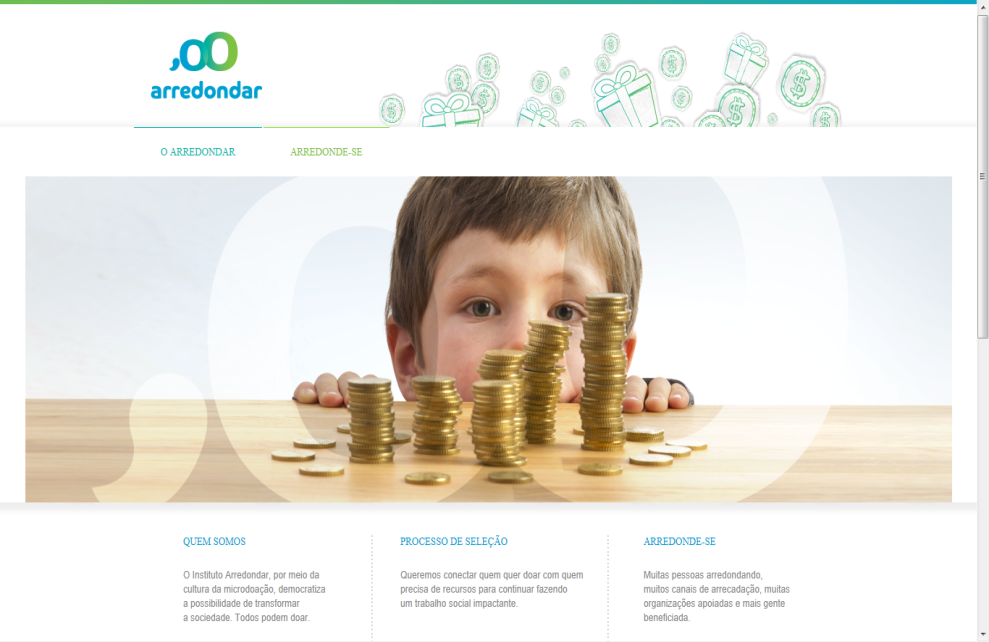 ,00
arredondar
O ARREDONDAR
ARREDONDE-SE
,00
QUEM SOMOS
O Instituto Arredondar, por meio da
cultura da microdoação, democratiza
a possibilidade de transformar
a sociedade. Todos podem doar.
PROCESSO DE SELEÇÃO
Queremos conectar quem quer doar com quem
precisa de recursos para continuar fazendo
um trabalho social impactante.
ARREDONDE-SE
Muitas pessoas arredondando,
muitos canais de arrecadação, muitas
organizações apoiadas e mais gente
beneficiada.